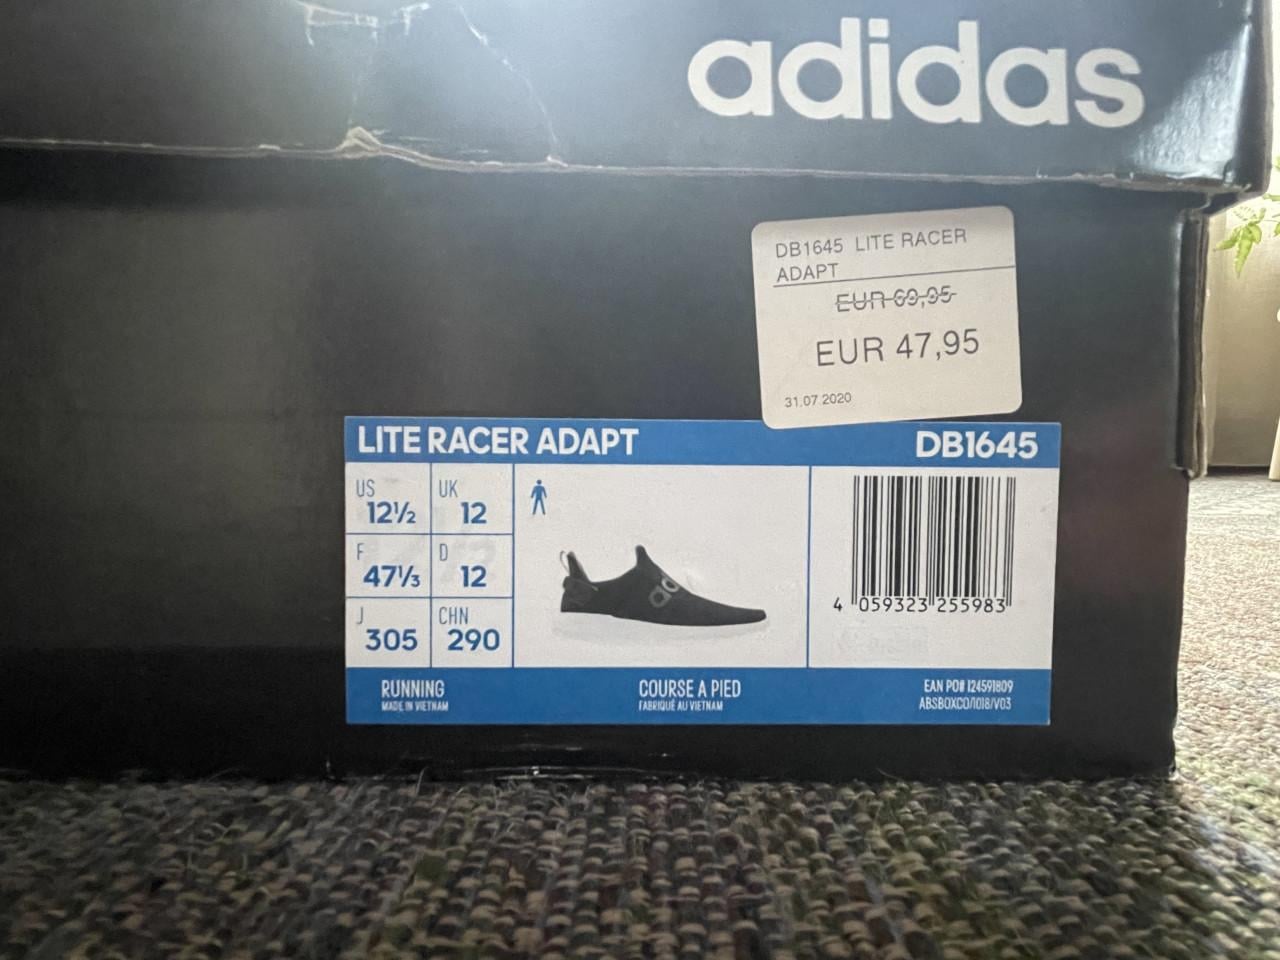 adidas
DB1645 LITE RACER
ADAPT
EUR 69,95
EUR 47,95
31.07.2020
LITE RACER ADAPT DB1645
US 12½ UK 12
F 47⅓ D 12
J 305 CHN 290
4 059323 255983
RUNNING
MADE IN VIETNAM
COURSE A PIED
FABRIQUÉ AU VIETNAM
EAN PO# 124591809
ABSBOXCO/1018/V03